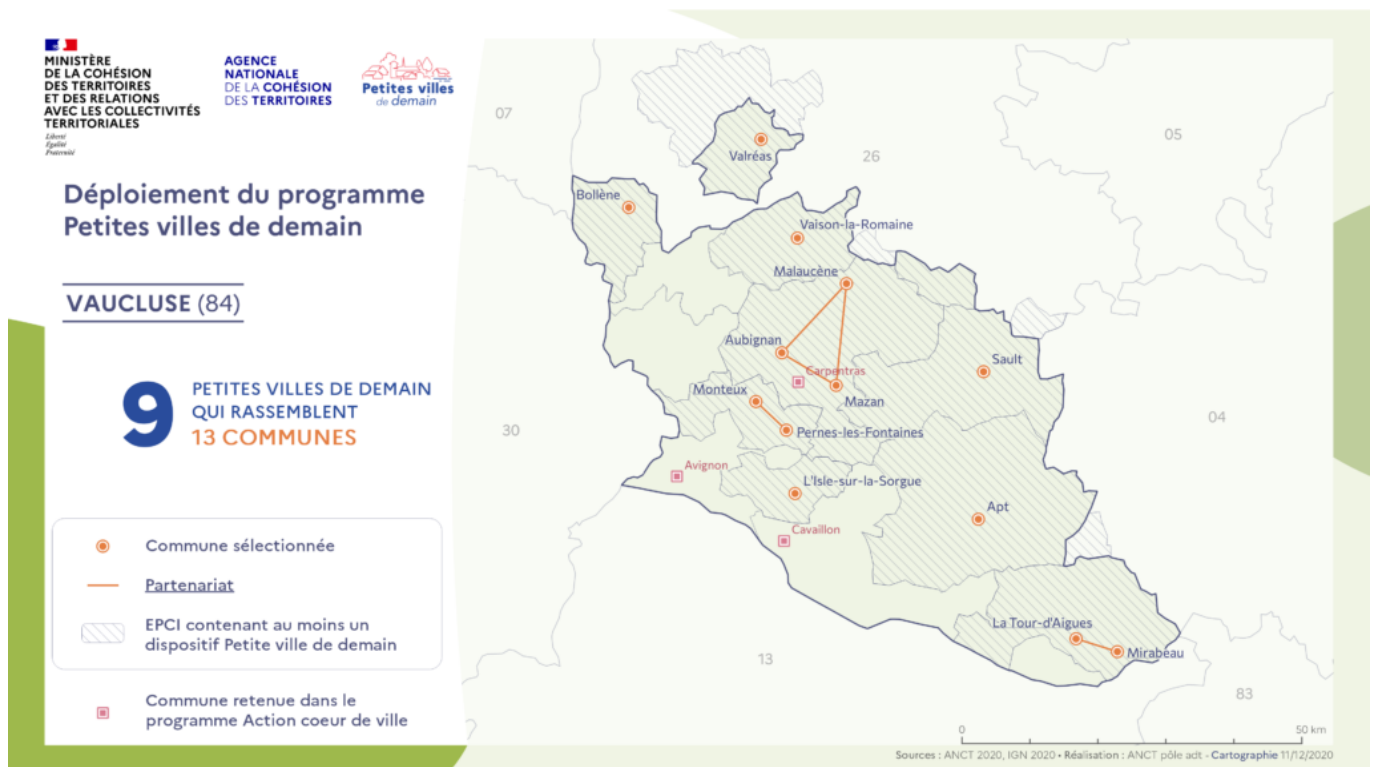 MINISTÈRE
DE LA COHÉSION
DES TERRITOIRES
ET DES RELATIONS
AVEC LES COLLECTIVITÉS
TERRITORIALES
Liberté
Égalité
Fraternité
AGENCE
NATIONALE
DE LA COHÉSION
DES TERRITOIRES
Petites villes
de demain
Déploiement du programme
Petites villes de demain
VAUCLUSE (84)
9
PETITES VILLES DE DEMAIN
QUI RASSEMBLENT
13 COMMUNES
Commune sélectionnée
Partenariat
EPCI contenant au moins un
dispositif Petite ville de demain
Commune retenue dans le
programme Action coeur de ville
07
05
26
Valréas
Bollène
Vaison-la-Romaine
Malaucène
Aubignan
Sault
Carpentras
Monteux
Mazan
04
30
Pernes-les-Fontaines
Avignon
L'Isle-sur-la-Sorgue
Apt
Cavaillon
La Tour-d'Aigues
Mirabeau
13
83
0
50 km
Sources : ANCT 2020, IGN 2020 • Réalisation : ANCT pôle adt - Cartographie 11/12/2020